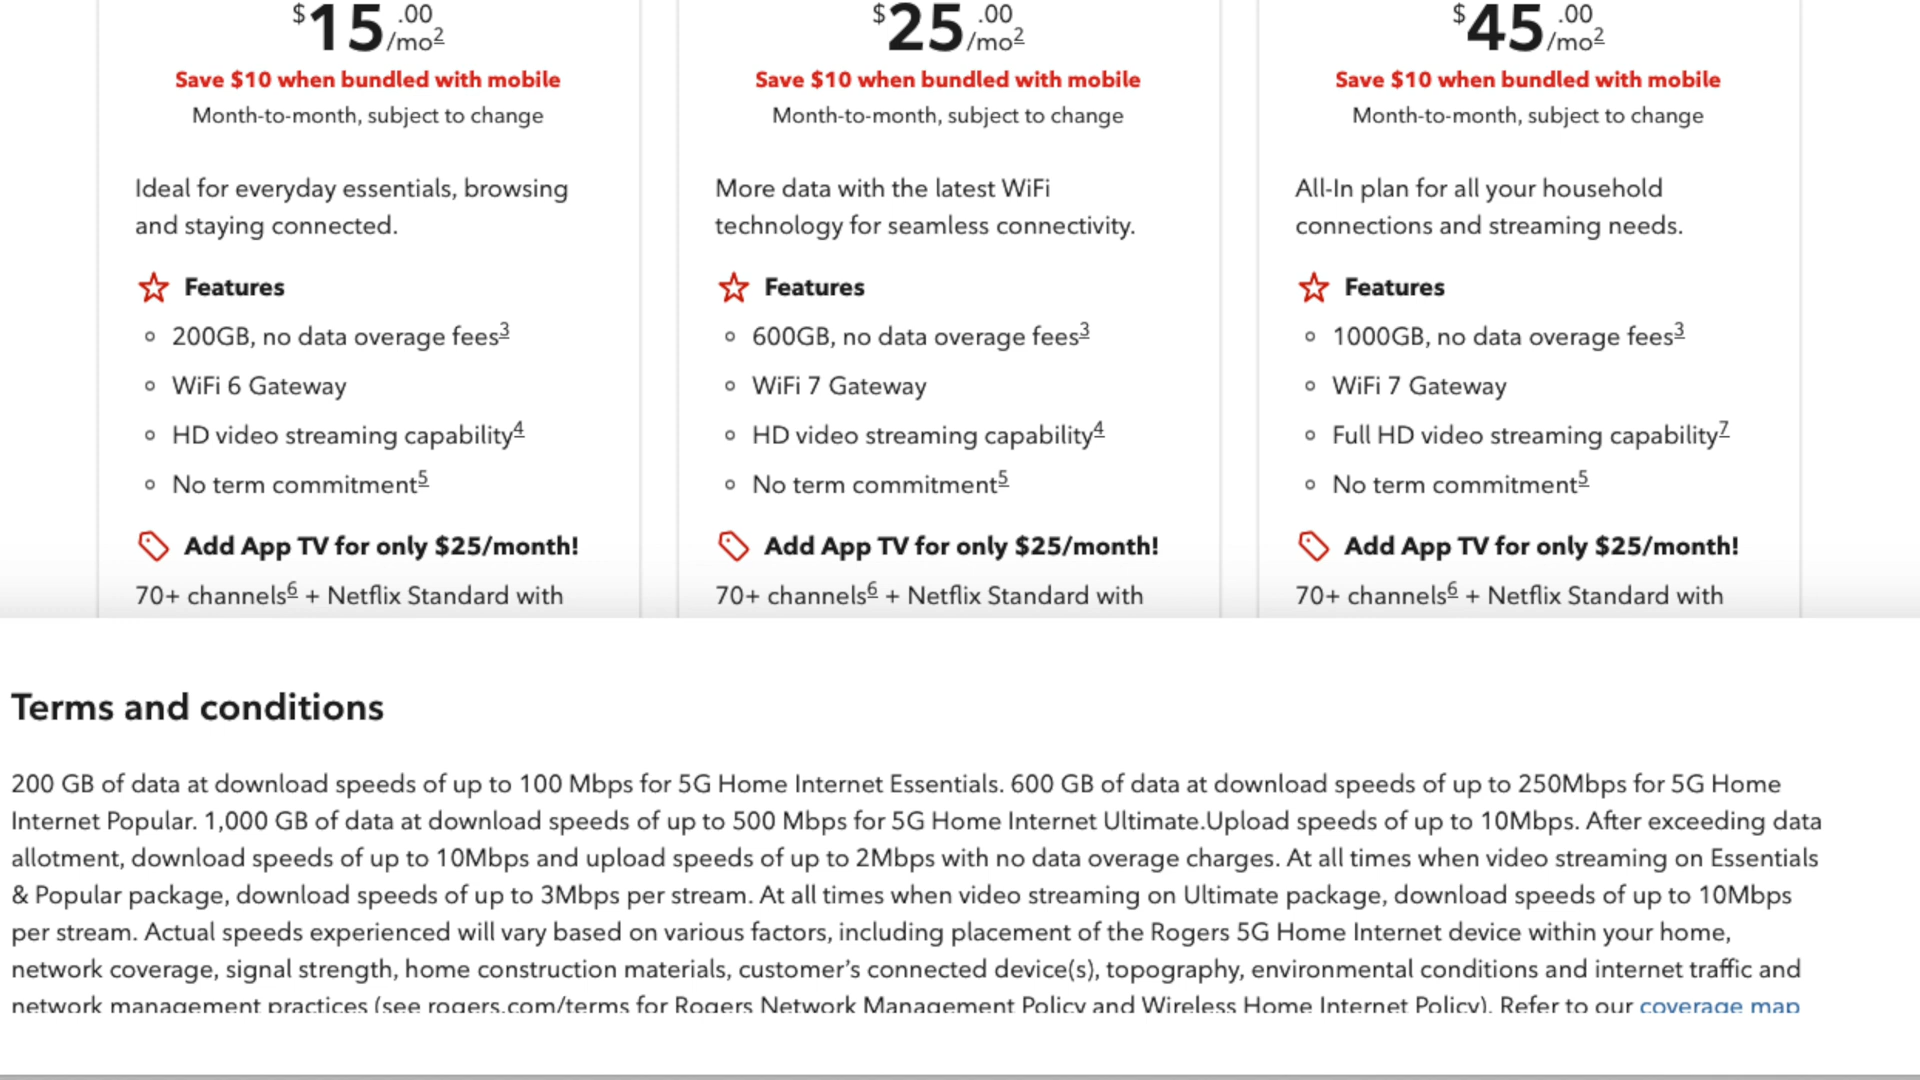 $15.00/mo2
Save $10 when bundled with mobile
Month-to-month, subject to change
Ideal for everyday essentials, browsing
and staying connected.
Features
200GB, no data overage fees3
WiFi 6 Gateway
HD video streaming capability4
No term commitment5
Add App TV for only $25/month!
70+ channels6 + Netflix Standard with
$25.00/mo2
Save $10 when bundled with mobile
Month-to-month, subject to change
More data with the latest WiFi
technology for seamless connectivity.
Features
600GB, no data overage fees3
WiFi 7 Gateway
HD video streaming capability4
No term commitment5
Add App TV for only $25/month!
70+ channels6 + Netflix Standard with
$45.00/mo2
Save $10 when bundled with mobile
Month-to-month, subject to change
All-In plan for all your household
connections and streaming needs.
Features
1000GB, no data overage fees3
WiFi 7 Gateway
Full HD video streaming capability7
No term commitment5
Add App TV for only $25/month!
70+ channels6 + Netflix Standard with
Terms and conditions
200 GB of data at download speeds of up to 100 Mbps for 5G Home Internet Essentials. 600 GB of data at download speeds of up to 250Mbps for 5G Home
Internet Popular. 1,000 GB of data at download speeds of up to 500 Mbps for 5G Home Internet Ultimate.Upload speeds of up to 10Mbps. After exceeding data
allotment, download speeds of up to 10Mbps and upload speeds of up to 2Mbps with no data overage charges. At all times when video streaming on Essentials
& Popular package, download speeds of up to 3Mbps per stream. At all times when video streaming on Ultimate package, download speeds of up to 10Mbps
per stream. Actual speeds experienced will vary based on various factors, including placement of the Rogers 5G Home Internet device within your home,
network coverage, signal strength, home construction materials, customer’s connected device(s), topography, environmental conditions and internet traffic and
network management practices (see rogers.com/terms for Rogers Network Management Policy and Wireless Home Internet Policy). Refer to our coverage map